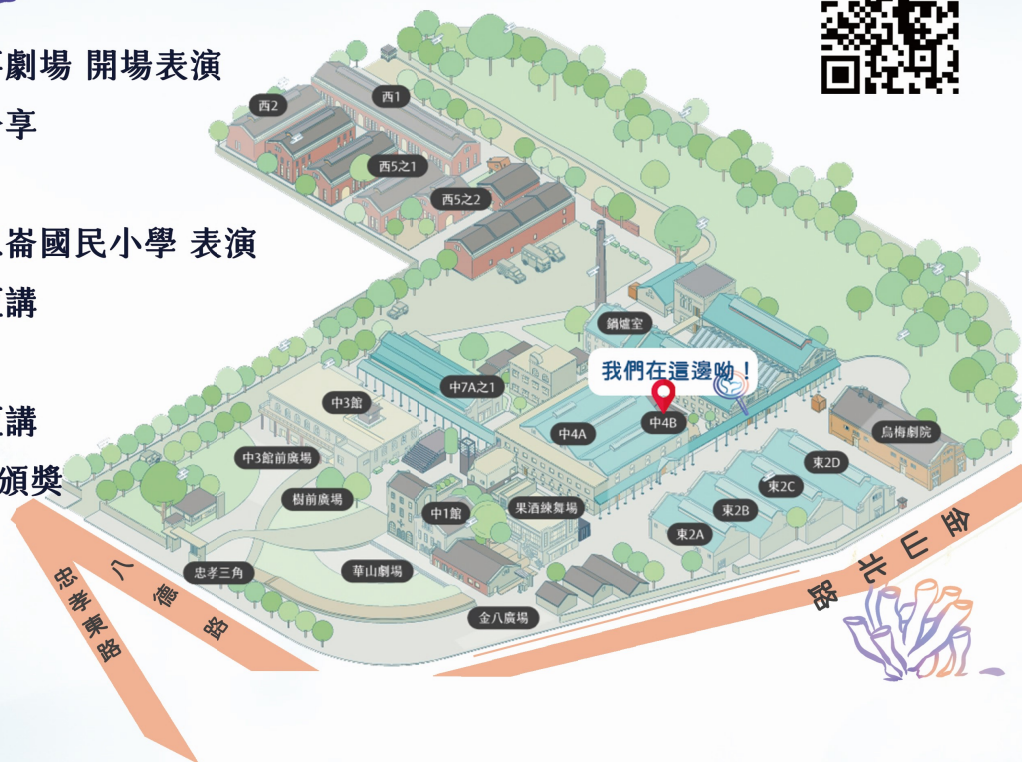 劇場 開場表演
享
崙國民小學 表演
講
講
頒獎
西1
西2
西5之1
西5之2
鍋爐室
我們在這邊呦！
中7A之1
中3館
中4B
中4A
烏梅劇院
中3館前廣場
東2D
樹前廣場
東2C
中1館
果酒練舞場
東2B
東2A
忠孝三角
華山劇場
金八廣場
忠孝東路
八德路
金山北路